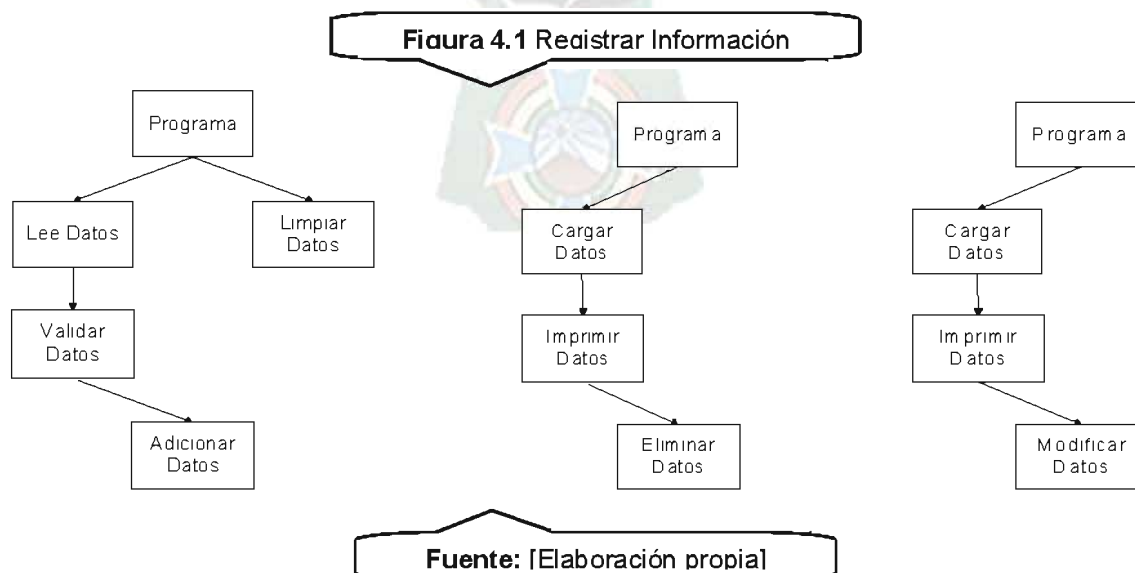 Figura 4.1 Registrar Información
Programa
Programa
Programa
Lee Datos
Limpiar
Datos
Cargar
Datos
Cargar
Datos
Validar
Datos
Imprimir
Datos
Imprimir
Datos
Adicionar
Datos
Eliminar
Datos
Modificar
Datos
Fuente: [Elaboración propia]